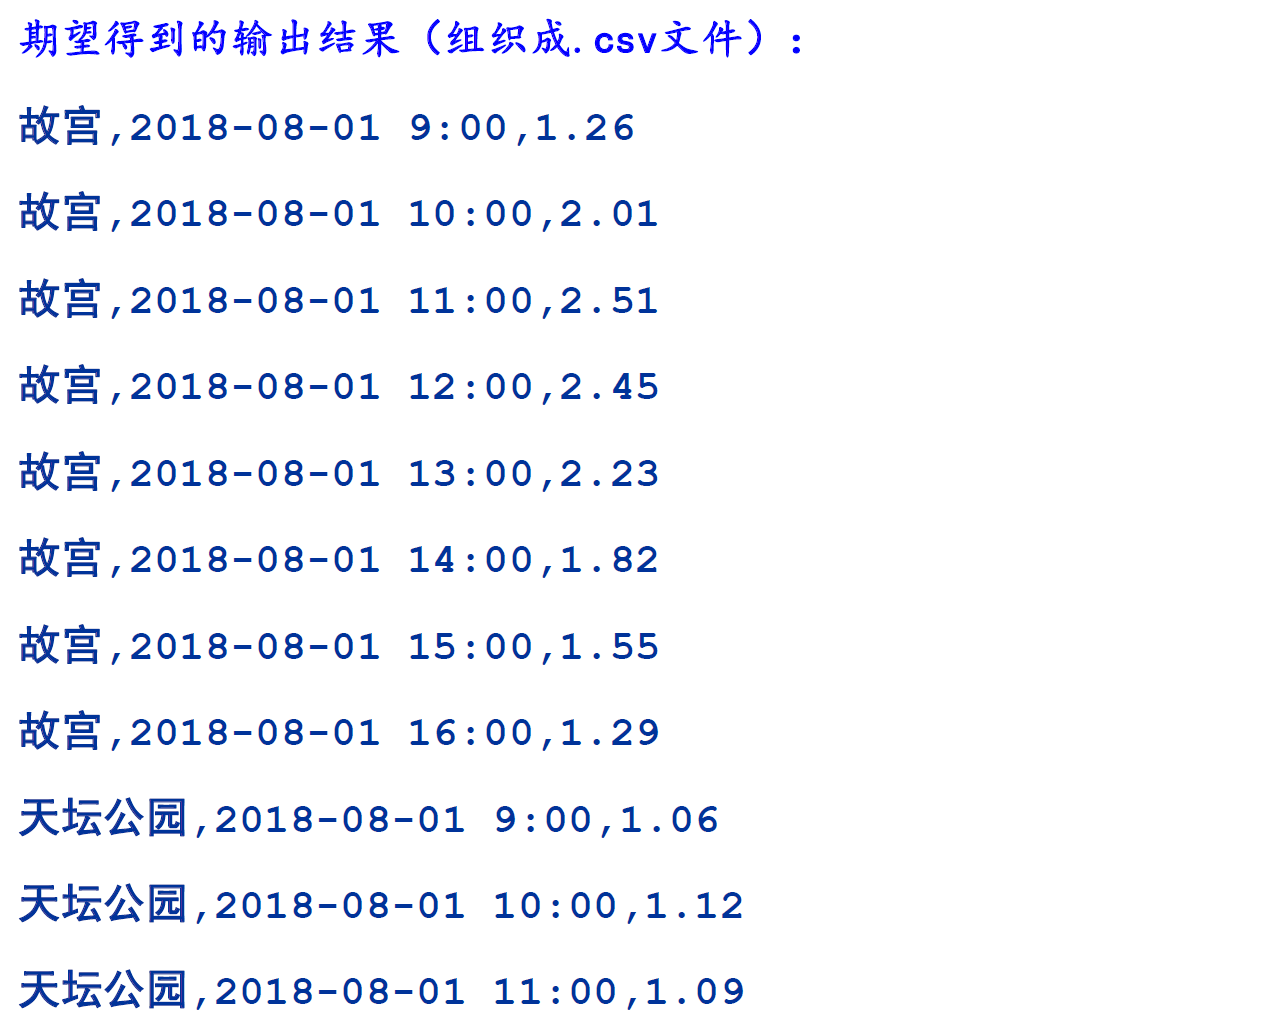 期望得到的输出结果（组织成.csv文件）:
故宫,2018-08-01 9:00,1.26
故宫,2018-08-01 10:00,2.01
故宫,2018-08-01 11:00,2.51
故宫,2018-08-01 12:00,2.45
故宫,2018-08-01 13:00,2.23
故宫,2018-08-01 14:00,1.82
故宫,2018-08-01 15:00,1.55
故宫,2018-08-01 16:00,1.29
天坛公园,2018-08-01 9:00,1.06
天坛公园,2018-08-01 10:00,1.12
天坛公园,2018-08-01 11:00,1.09